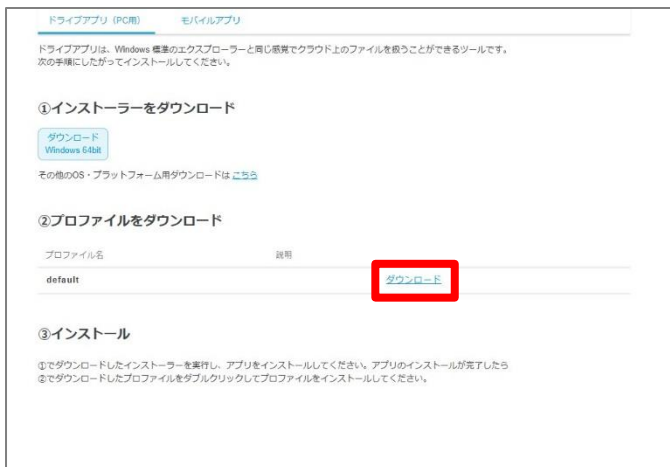 ドライブアプリ（PC用） モバイルアプリ
ドライブアプリは、Windows 標準のエクスプローラーと同じ感覚でクラウド上のファイルを扱うことができるツールです。
次の手順にしたがってインストールしてください。
①インストーラーをダウンロード
ダウンロード
Windows 64bit
その他のOS・プラットフォーム用ダウンロードは こちら
②プロファイルをダウンロード
プロファイル名 説明
default ダウンロード
③インストール
①でダウンロードしたインストーラーを実行し、アプリをインストールしてください。アプリのインストールが完了したら
②でダウンロードしたプロファイルをダブルクリックしてプロファイルをインストールしてください。